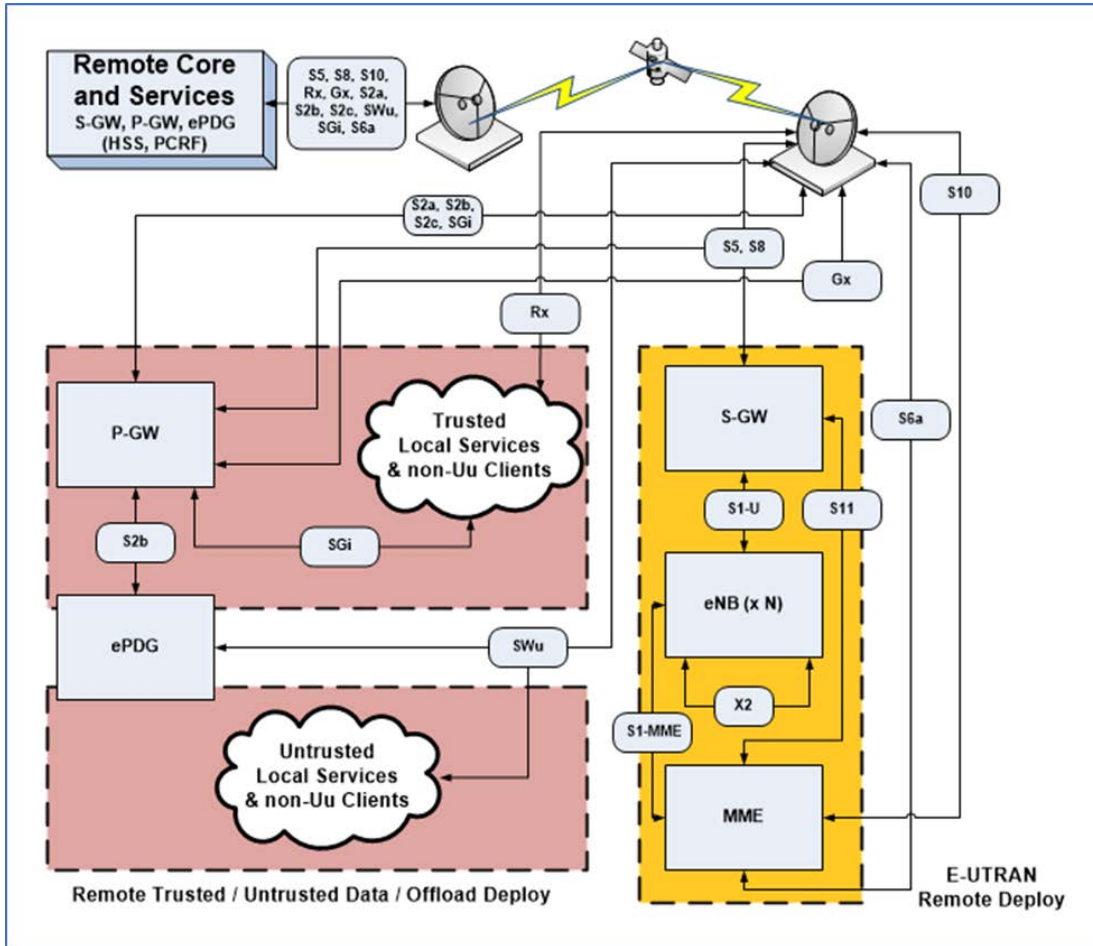 Remote Core
and Services
S-GW, P-GW, ePDG
(HSS, PCRF)
S5, S8, S10,
Rx, Gx, S2a,
S2b, S2c, SWu,
SGi, S6a
S10
S2a, S2b,
S2c, SGi
S5, S8
Gx
Rx
P-GW
Trusted
Local Services
& non-Uu Clients
S-GW
S6a
S2b
SGi
S1-U
S11
eNB (x N)
ePDG
SWu
X2
S1-MME
Untrusted
Local Services
& non-Uu Clients
MME
Remote Trusted / Untrusted Data / Offload Deploy
E-UTRAN
Remote Deploy